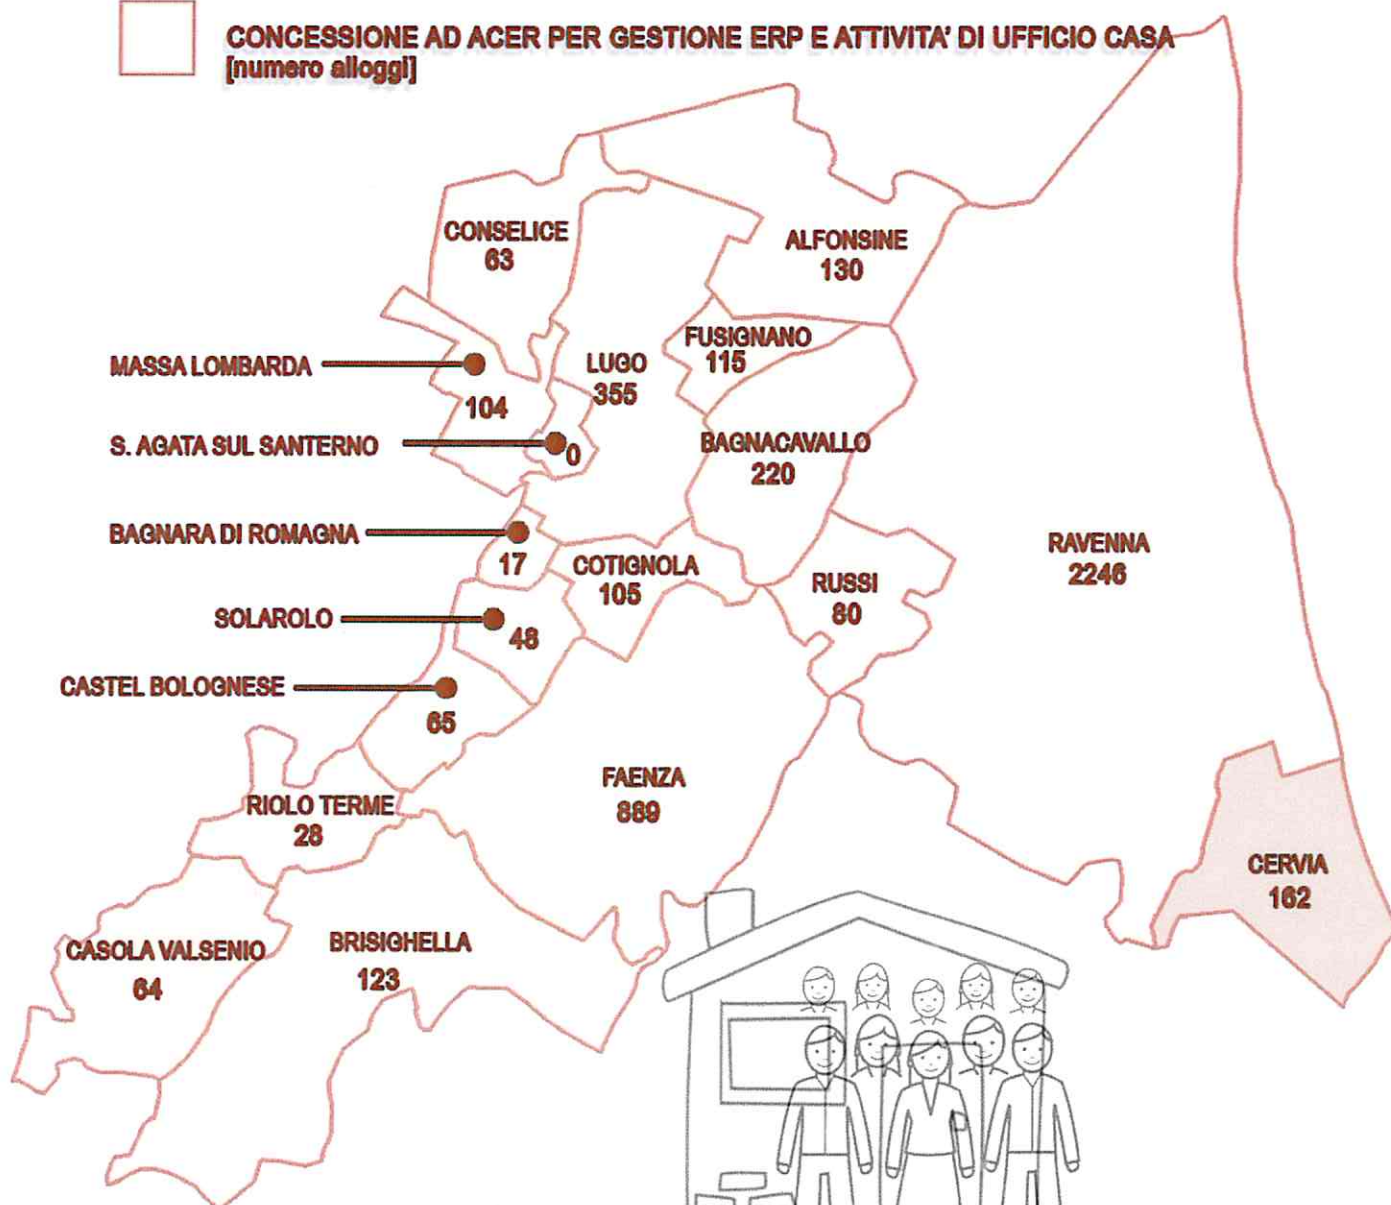 CONCESSIONE AD ACER PER GESTIONE ERP E ATTIVITA' DI UFFICIO CASA
[numero alloggi]
CONSELICE
63
ALFONSINE
130
FUSIGNANO
115
LUGO
355
MASSA LOMBARDA
104
S. AGATA SUL SANTERNO
0
BAGNACAVALLO
220
BAGNARA DI ROMAGNA
17
COTIGNOLA
105
RUSSI
80
RAVENNA
2246
SOLAROLO
48
CASTEL BOLOGNESE
65
FAENZA
889
RIOLO TERME
28
CERVIA
162
CASOLA VALSENIO
64
BRISIGHELLA
123